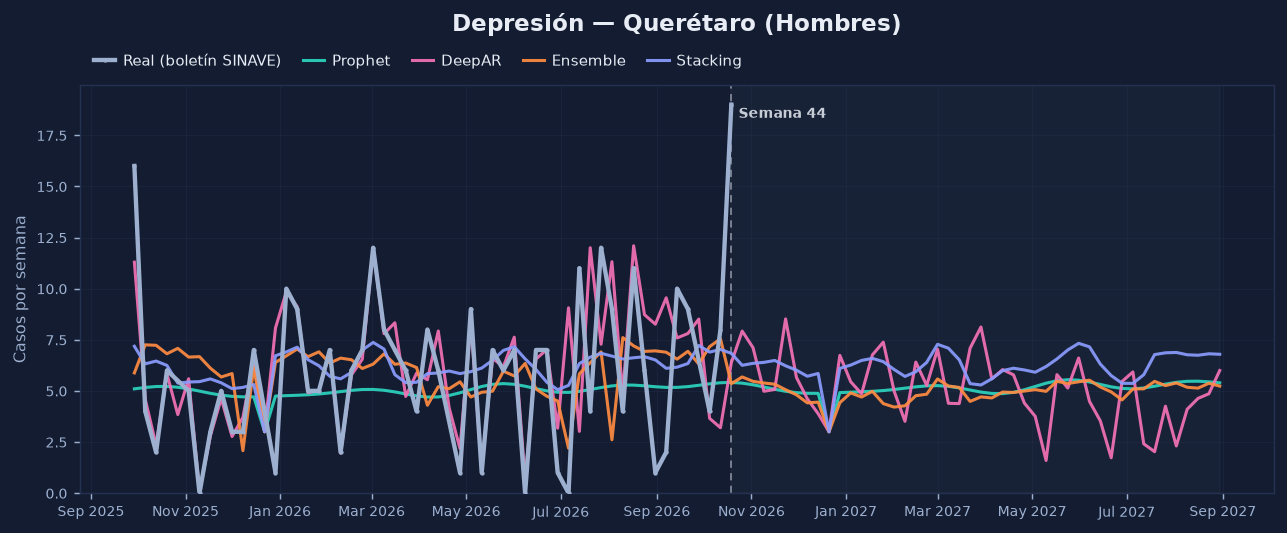 Depresión — Querétaro (Hombres)
Real (boletín SINAVE) Prophet DeepAR Ensemble Stacking
Semana 44
Casos por semana
17.5
15.0
12.5
10.0
7.5
5.0
2.5
0.0
Sep 2025 Nov 2025 Jan 2026 Mar 2026 May 2026 Jul 2026 Sep 2026 Nov 2026 Jan 2027 Mar 2027 May 2027 Jul 2027 Sep 2027